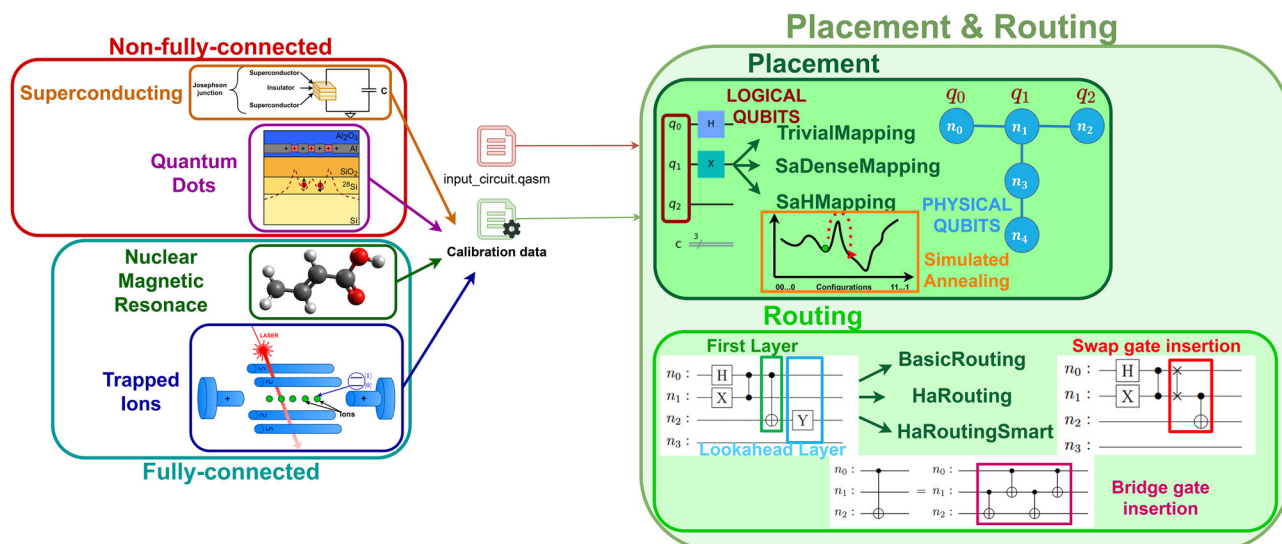 Non-fully-connected
Superconducting
Josephson
junction
Superconductor
Insulator
Superconductor
C
Quantum
Dots
Al₂O₃
+ + + + + Al
SiO₂
²⁸Si
Si
Nuclear
Magnetic
Resonace
Trapped
Ions
LASER
|1⟩
|0⟩
+
+
Ions
Fully-connected
input_circuit.qasm
Calibration data
Placement & Routing
Placement
LOGICAL
QUBITS
q₀
H
q₁
X
q₂
C
3
TrivialMapping
SaDenseMapping
SaHMapping
q₀ q₁ q₂
n₀ n₁ n₂
n₃
n₄
PHYSICAL
QUBITS
Simulated
Annealing
00...0 Configurations 11...1
Routing
First Layer
n₀ : H
n₁ : X
n₂ : Y
n₃ :
Lookahead Layer
BasicRouting
HaRouting
HaRoutingSmart
Swap gate insertion
n₀ : H
n₁ : X
n₂ :
n₃ :
n₀ : n₀ :
n₁ : = n₁ :
n₂ : n₂ :
Bridge gate
insertion